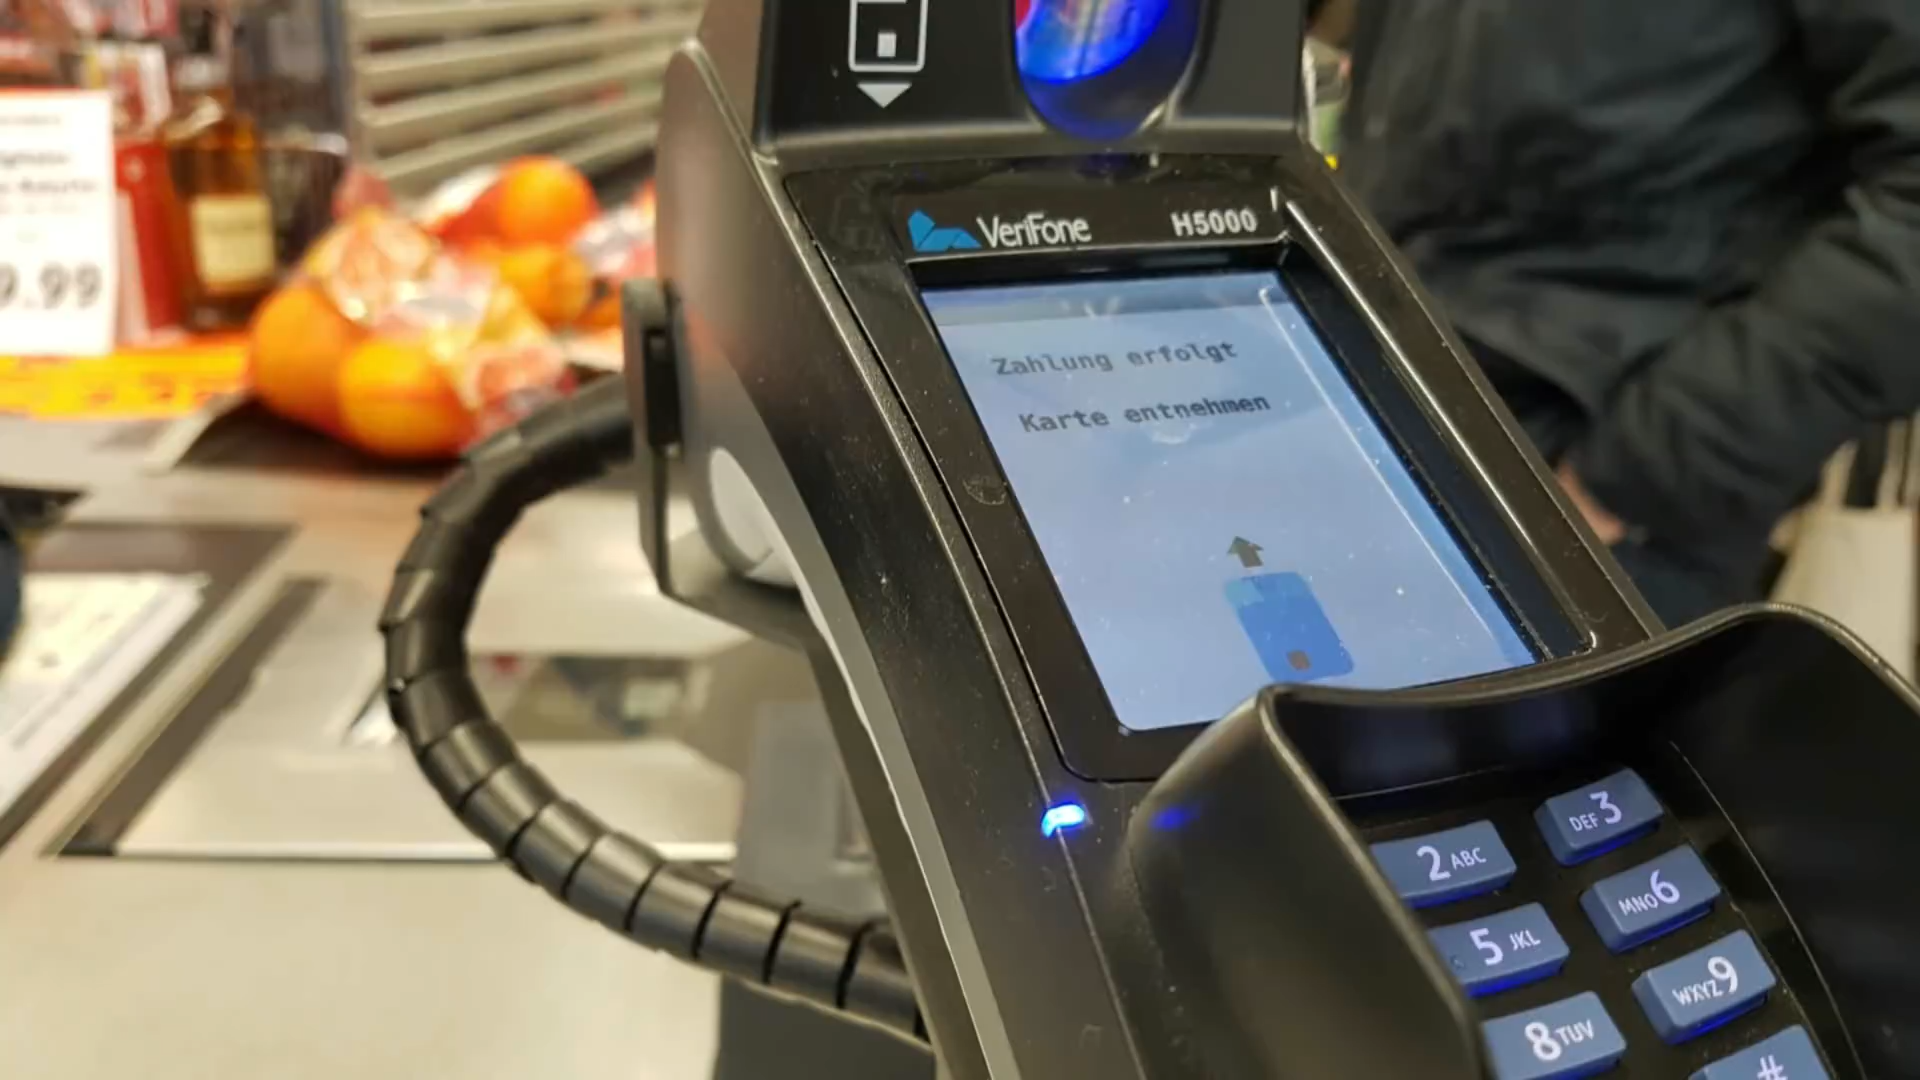 VeriFone H5000
Zahlung erfolgt
Karte entnehmen
9.99
2 ABC
DEF 3
5 JKL
MNO 6
8 TUV
WXYZ 9
#